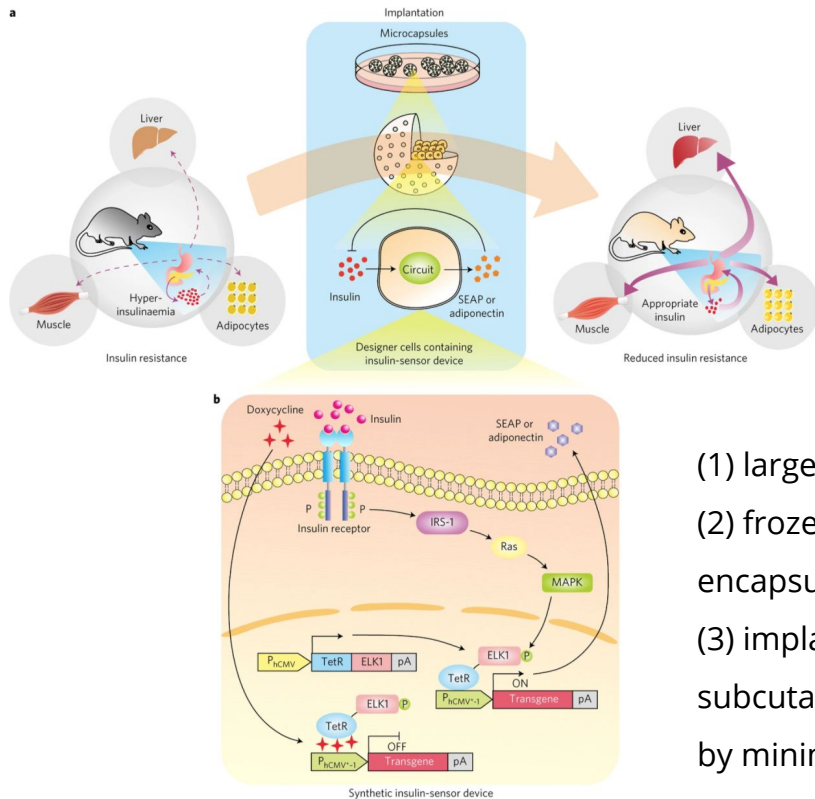 a
Implantation
Microcapsules
Liver
Muscle
Hyper-
insulinaemia
Adipocytes
Insulin resistance
Insulin
Circuit
SEAP or
adiponectin
Designer cells containing
insulin-sensor device
Liver
Muscle
Appropriate
insulin
Adipocytes
Reduced insulin resistance
b
Doxycycline
Insulin
SEAP or
adiponectin
P
P
Insulin receptor
IRS-1
Ras
MAPK
PhCMV
TetR
ELK1
pA
ELK1
P
TetR
ON
PhCMV*-1
Transgene
pA
ELK1
P
TetR
OFF
PhCMV*-1
Transgene
pA
Synthetic insulin-sensor device
(1) large
(2) froze
encapsu
(3) impla
subcuta
by minir